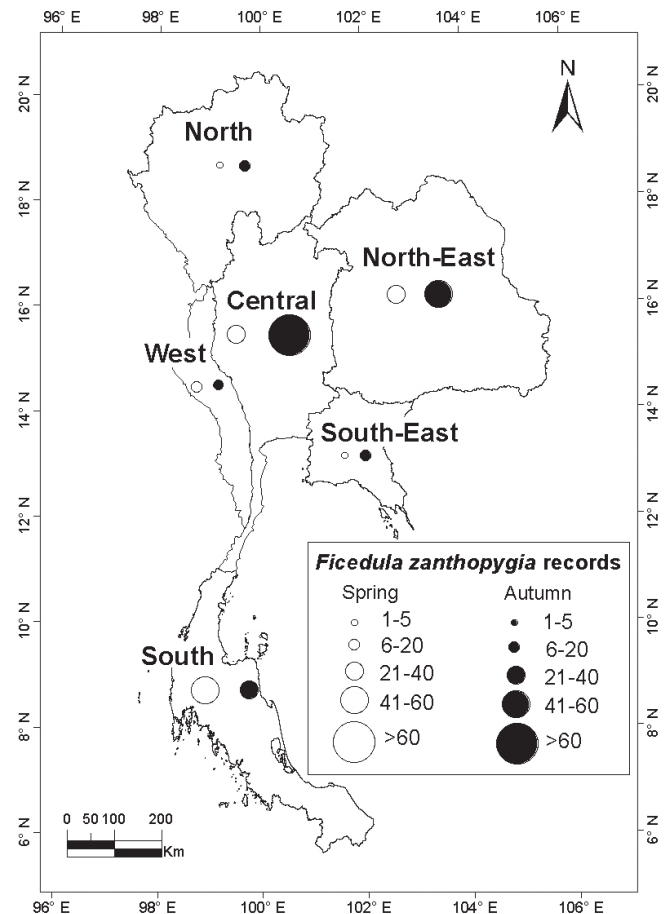 96° E 98° E 100° E 102° E 104° E 106° E
N
20° N 20° N
North
18° N 18° N
North-East
16° N 16° N
Central
West
14° N 14° N
South-East
12° N 12° N
Ficedula zanthopygia records
Spring Autumn
1-5 1-5
10° N 10° N
6-20 6-20
South
21-40 21-40
41-60 41-60
8° N 8° N
>60 >60
0 50 100 200
Km
6° N 6° N
96° E 98° E 100° E 102° E 104° E 106° E